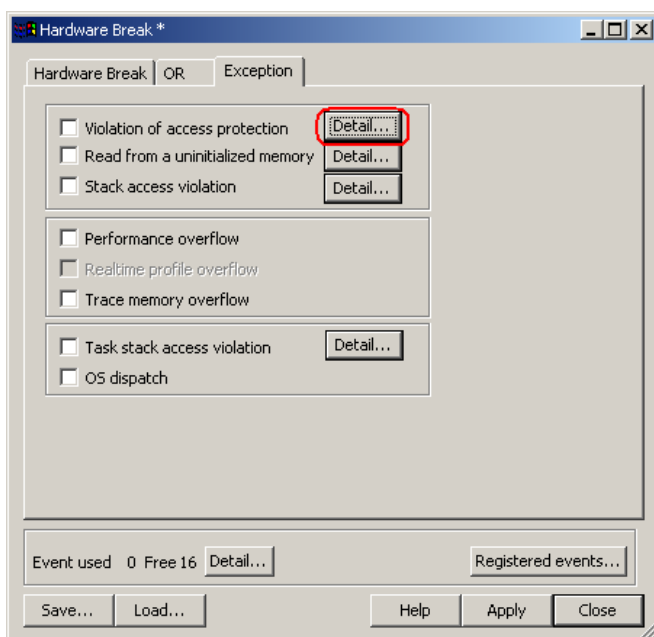 Hardware Break *
Hardware Break OR Exception
Violation of access protection Detail...
Read from a uninitialized memory Detail...
Stack access violation Detail...
Performance overflow
Realtime profile overflow
Trace memory overflow
Task stack access violation Detail...
OS dispatch
Event used 0 Free 16 Detail... Registered events...
Save... Load... Help Apply Close